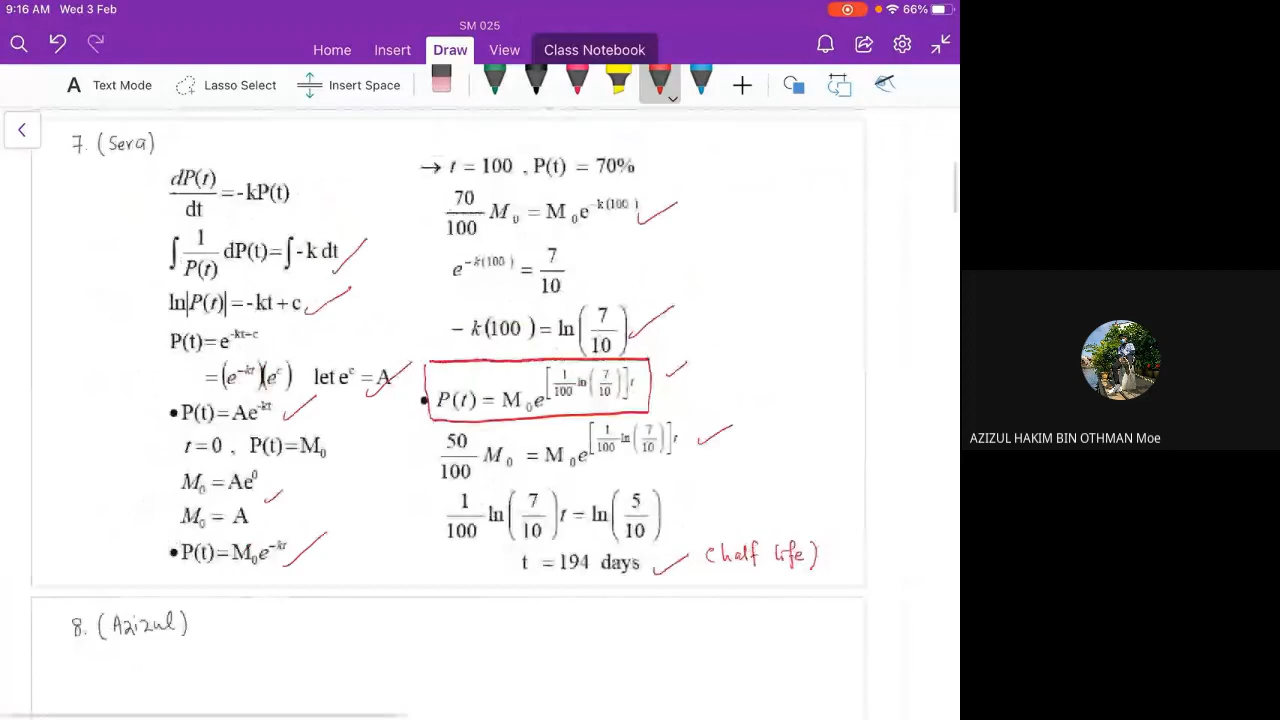 9:16 AM Wed 3 Feb
66%
SM 025
Home Insert Draw View Class Notebook
A Text Mode Lasso Select Insert Space
7. (Sera)
dP(t)/dt = -kP(t)
∫ 1/P(t) dP(t) = ∫ -k dt
ln|P(t)| = -kt + c
P(t) = e^{-kt-c}
= (e^{-kt})(e^c) let e^c = A
• P(t) = Ae^{-kt}
t = 0 , P(t) = M₀
M₀ = Ae⁰
M₀ = A
• P(t) = M₀e^{-kt}
→ t = 100 , P(t) = 70%
70/100 M₀ = M₀e^{-k(100)}
e^{-k(100)} = 7/10
- k(100) = ln(7/10)
• P(t) = M₀e^{[1/100 ln(7/10)]t}
50/100 M₀ = M₀e^{[1/100 ln(7/10)]t}
1/100 ln(7/10)t = ln(5/10)
t = 194 days (half life)
8. (Azizul)
AZIZUL HAKIM BIN OTHMAN Moe